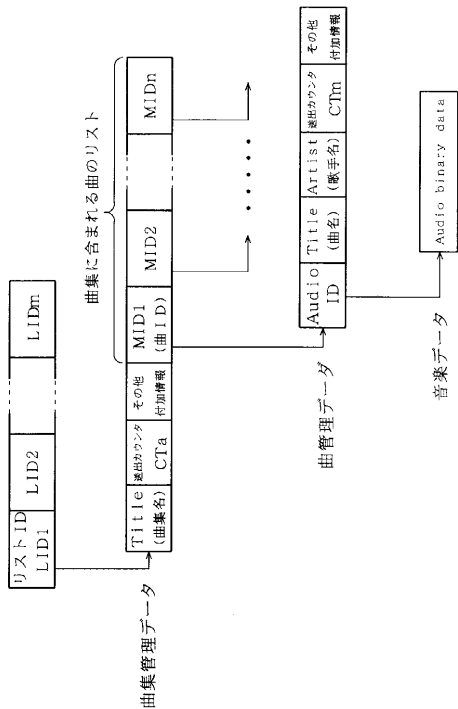 リストID
LID1
LID2
LIDm
曲集に含まれる曲のリスト
曲集管理データ
Title
(曲集名)
送出カウンタ
CTa
その他
付加情報
MID1
(曲ID)
MID2
MIDn
曲管理データ
Audio
ID
Title
(曲名)
Artist
(歌手名)
送出カウンタ
CTm
その他
付加情報
音楽データ
Audio binary data